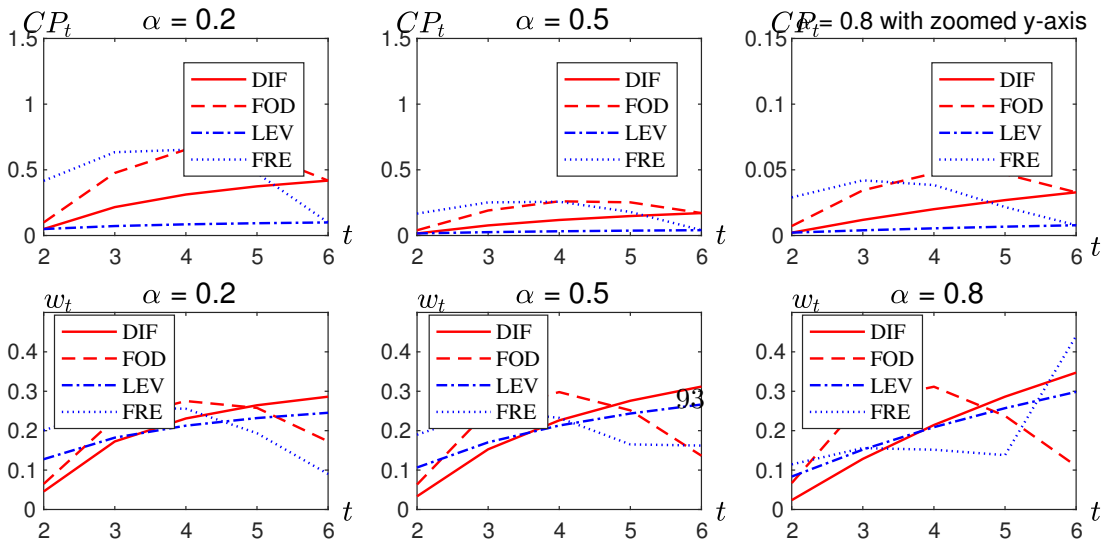 CP_t α = 0.2
1.5
1
0.5
0
2 3 4 5 6 t
DIF
FOD
LEV
FRE
CP_t α = 0.5
1.5
1
0.5
0
2 3 4 5 6 t
DIF
FOD
LEV
FRE
CP_t α = 0.8 with zoomed y-axis
0.15
0.1
0.05
0
2 3 4 5 6 t
DIF
FOD
LEV
FRE
w_t α = 0.2
0.4
0.3
0.2
0.1
0
2 3 4 5 6 t
DIF
FOD
LEV
FRE
w_t α = 0.5
0.4
0.3
0.2
0.1
0
2 3 4 5 6 t
DIF
FOD
LEV
FRE
93
w_t α = 0.8
0.4
0.3
0.2
0.1
0
2 3 4 5 6 t
DIF
FOD
LEV
FRE